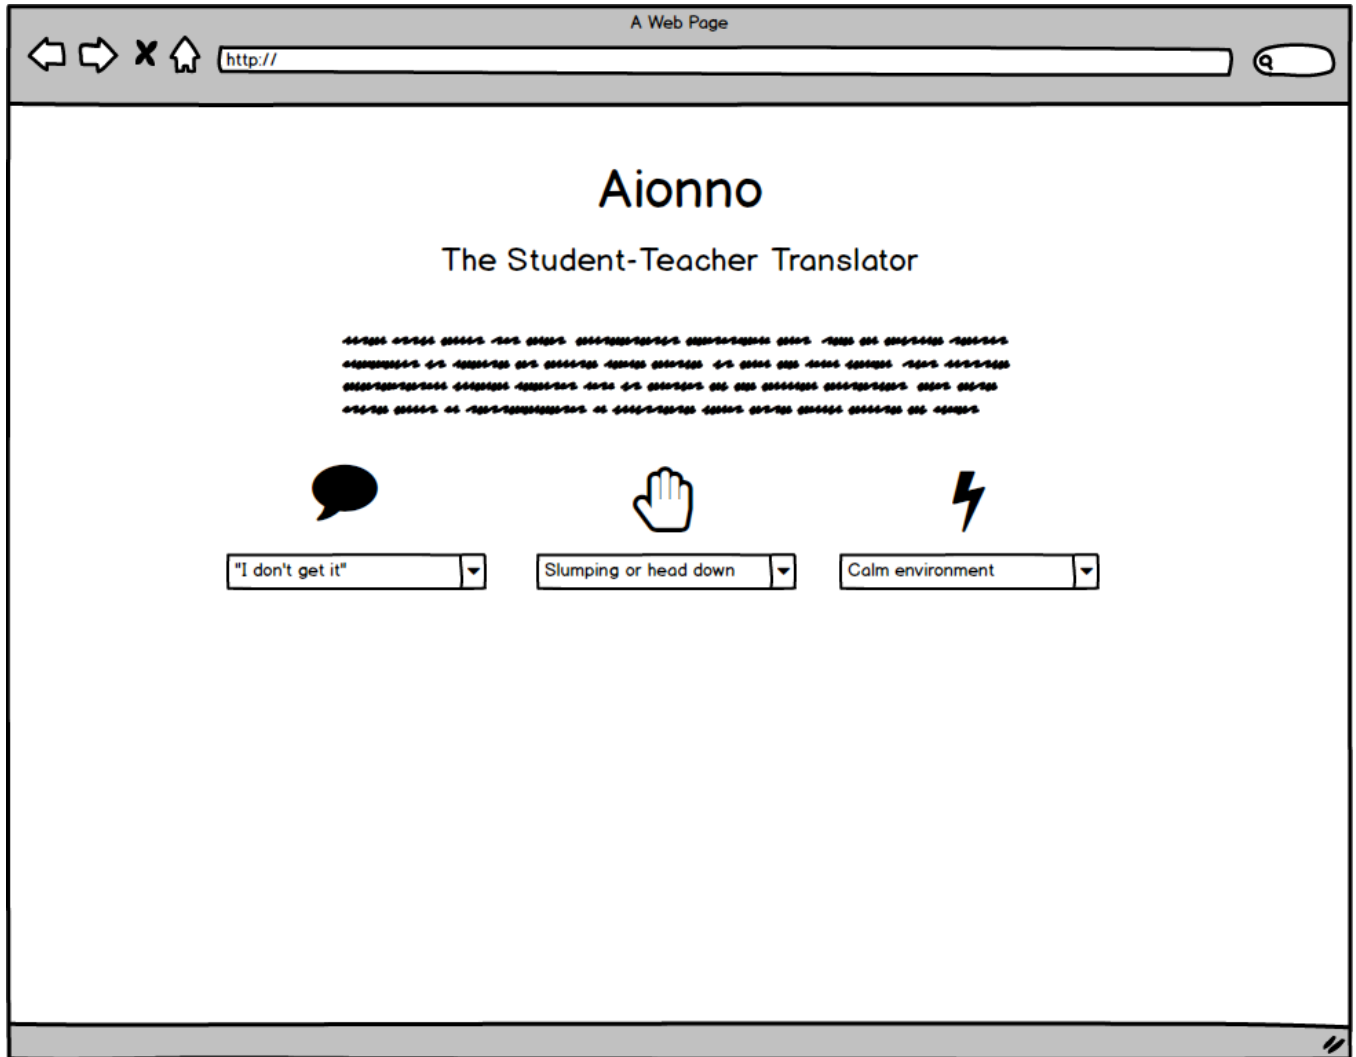 A Web Page
http://
Aionno
The Student-Teacher Translator
"I don't get it"
Slumping or head down
Calm environment